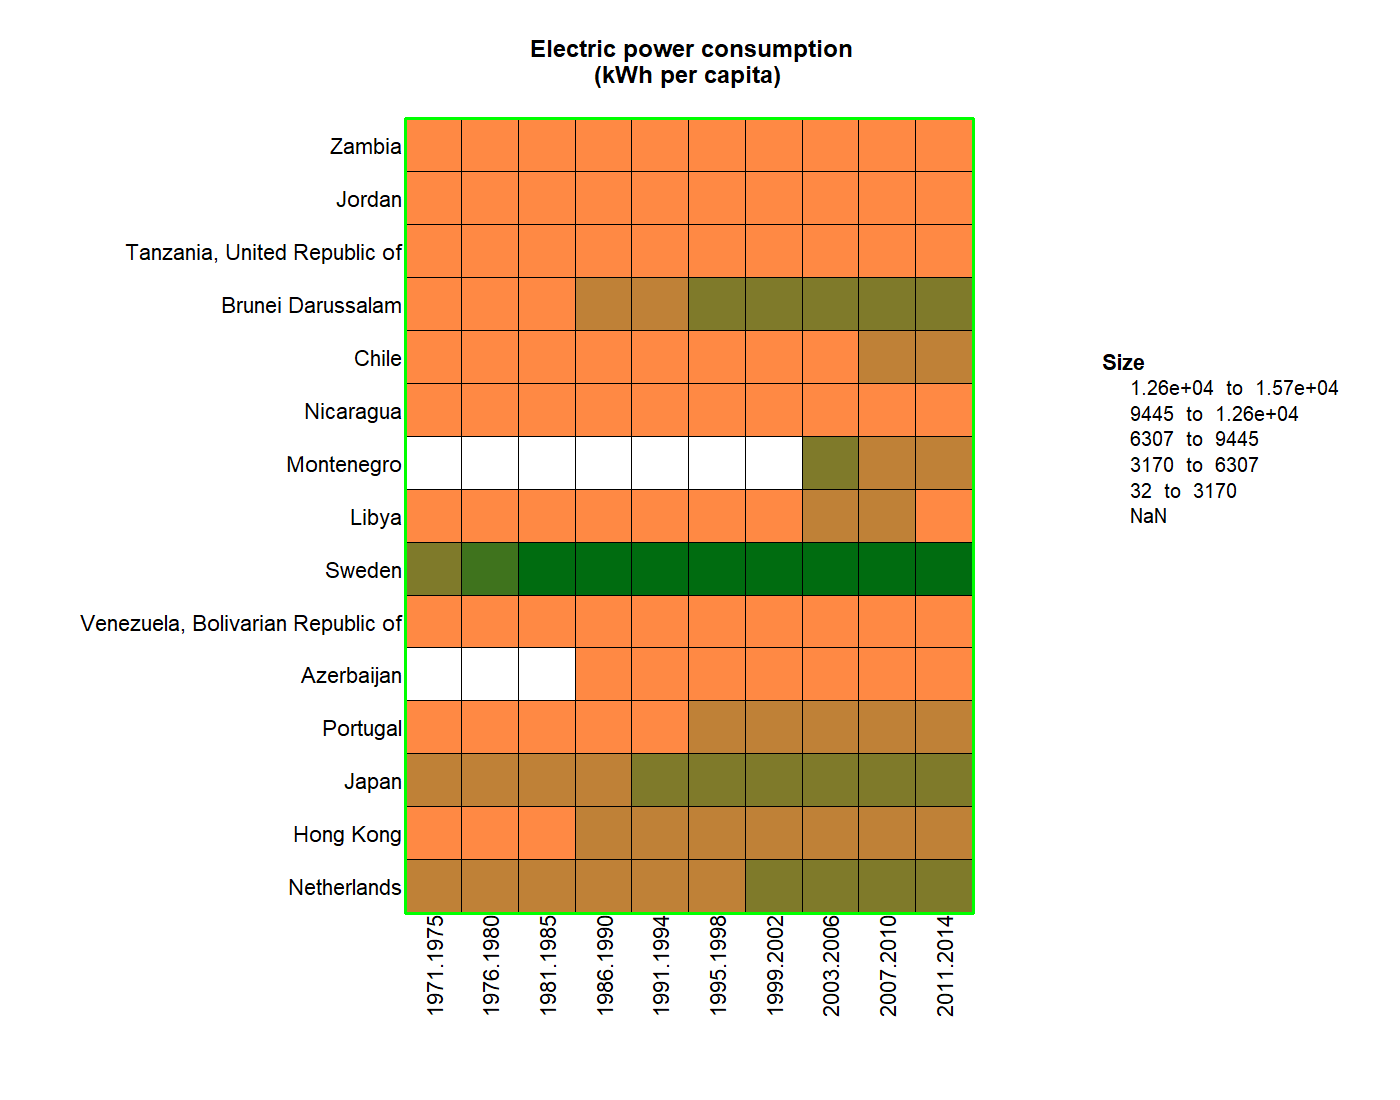 Electric power consumption
(kWh per capita)
Zambia
Jordan
Tanzania, United Republic of
Brunei Darussalam
Chile
Nicaragua
Montenegro
Libya
Sweden
Venezuela, Bolivarian Republic of
Azerbaijan
Portugal
Japan
Hong Kong
Netherlands
1971.1975
1976.1980
1981.1985
1986.1990
1991.1994
1995.1998
1999.2002
2003.2006
2007.2010
2011.2014
Size
1.26e+04 to 1.57e+04
9445 to 1.26e+04
6307 to 9445
3170 to 6307
32 to 3170
NaN